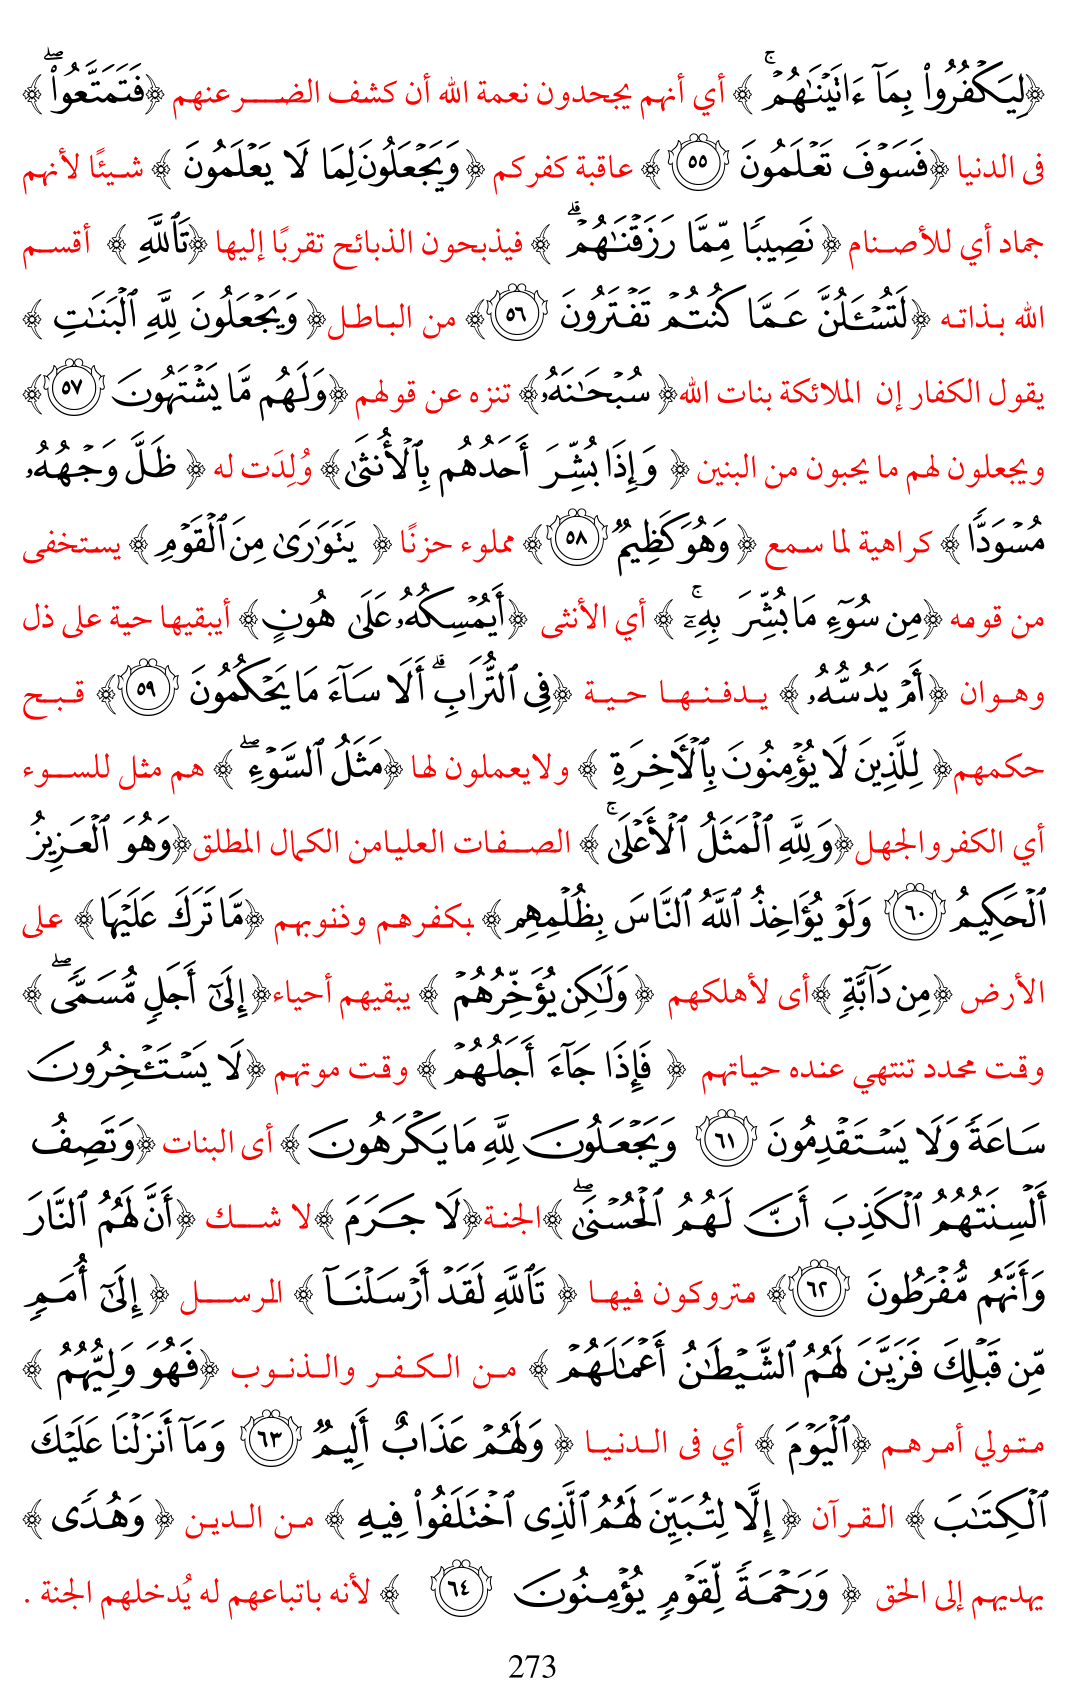 ﴿لِيَكْفُرُوا۟ بِمَآ ءَاتَيْنَٰهُمْ ۚ ﴾ أي أنهم يجحدون نعمة الله أن كشف الضر عنهم ﴿فَتَمَتَّعُوا۟ ۖ ﴾
فى الدنيا ﴿فَسَوْفَ تَعْلَمُونَ ٥٥﴾ عاقبة كفركم ﴿وَيَجْعَلُونَ لِمَا لَا يَعْلَمُونَ ﴾ شيئًا لأنهم
جماد أي للأصنام ﴿ نَصِيبًا مِّمَّا رَزَقْنَٰهُمْ ۗ ﴾ فيذبحون الذبائح تقربًا إليها ﴿تَٱللَّهِ ﴾ أقسم
الله بذاته ﴿لَتُسْـَٔلُنَّ عَمَّا كُنتُمْ تَفْتَرُونَ ٥٦﴾ من الباطل﴿ وَيَجْعَلُونَ لِلَّهِ ٱلْبَنَٰتِ ﴾
يقول الكفار إن الملائكة بنات الله﴿ سُبْحَٰنَهُۥ﴾ تنزه عن قولهم ﴿وَلَهُم مَّا يَشْتَهُونَ ٥٧﴾
ويجعلون لهم ما يحبون من البنين ﴿ وَإِذَا بُشِّرَ أَحَدُهُم بِٱلْأُنثَىٰ﴾ وُلِدَت له ﴿ ظَلَّ وَجْهُهُۥ
مُسْوَدًّا﴾ كراهية لما سمع ﴿وَهُوَ كَظِيمٌ ٥٨﴾ مملوء حزنًا ﴿ يَتَوَٰرَىٰ مِنَ ٱلْقَوْمِ﴾ يستخفى
من قومه ﴿مِن سُوٓءِ مَا بُشِّرَ بِهِۦٓ ۚ ﴾ أي الأنثى ﴿أَيُمْسِكُهُۥ عَلَىٰ هُونٍ﴾ أيبقيها حية على ذل
وهوان ﴿أَمْ يَدُسُّهُۥ ﴾ يدفنها حية ﴿فِى ٱلتُّرَابِ ۗ أَلَا سَآءَ مَا يَحْكُمُونَ ٥٩﴾ قبح
حكمهم﴿ لِلَّذِينَ لَا يُؤْمِنُونَ بِٱلْءَاخِرَةِ ﴾ ولايعملون لها ﴿مَثَلُ ٱلسَّوْءِ ۖ ﴾ هم مثل للسوء
أي الكفروالجهل﴿وَلِلَّهِ ٱلْمَثَلُ ٱلْأَعْلَىٰ ۚ﴾ الصفات العليامن الكمال المطلق﴿وَهُوَ ٱلْعَزِيزُ
ٱلْحَكِيمُ ٦٠ وَلَوْ يُؤَاخِذُ ٱللَّهُ ٱلنَّاسَ بِظُلْمِهِم﴾ بكفرهم وذنوبهم ﴿مَّا تَرَكَ عَلَيْهَا﴾ على
الأرض ﴿مِن دَآبَّةٍ﴾أى لأهلكهم ﴿وَلَٰكِن يُؤَخِّرُهُمْ ﴾ يبقيهم أحياء﴿إِلَىٰٓ أَجَلٍ مُّسَمًّى ۖ ﴾
وقت محدد تنتهي عنده حياتهم ﴿ فَإِذَا جَآءَ أَجَلُهُمْ ﴾ وقت موتهم ﴿لَا يَسْتَـْٔخِرُونَ
سَاعَةً وَلَا يَسْتَقْدِمُونَ ٦١ وَيَجْعَلُونَ لِلَّهِ مَا يَكْرَهُونَ﴾ أى البنات ﴿وَتَصِفُ
أَلْسِنَتُهُمُ ٱلْكَذِبَ أَنَّ لَهُمُ ٱلْحُسْنَىٰ ۖ﴾الجنة﴿لَا جَرَمَ ﴾لا شك ﴿أَنَّ لَهُمُ ٱلنَّارَ
وَأَنَّهُم مُّفْرَطُونَ ٦٢﴾ متروكون فيها ﴿ تَٱللَّهِ لَقَدْ أَرْسَلْنَآ ﴾ الرسل ﴿ إِلَىٰٓ أُمَمٍ
مِّن قَبْلِكَ فَزَيَّنَ لَهُمُ ٱلشَّيْطَٰنُ أَعْمَٰلَهُمْ ﴾ من الكفر والذنوب ﴿فَهُوَ وَلِيُّهُمُ ﴾
متولي أمرهم ﴿ٱلْيَوْمَ ﴾ أي فى الدنيا ﴿ وَلَهُمْ عَذَابٌ أَلِيمٌ ٦٣ وَمَآ أَنزَلْنَا عَلَيْكَ
ٱلْكِتَٰبَ ﴾ القرآن ﴿ إِلَّا لِتُبَيِّنَ لَهُمُ ٱلَّذِى ٱخْتَلَفُوا۟ فِيهِ ﴾ من الدين ﴿ وَهُدًى ﴾
يهديهم إلى الحق ﴿ وَرَحْمَةً لِّقَوْمٍ يُؤْمِنُونَ ٦٤ ﴾ لأنه باتباعهم له يُدخلهم الجنة .
273